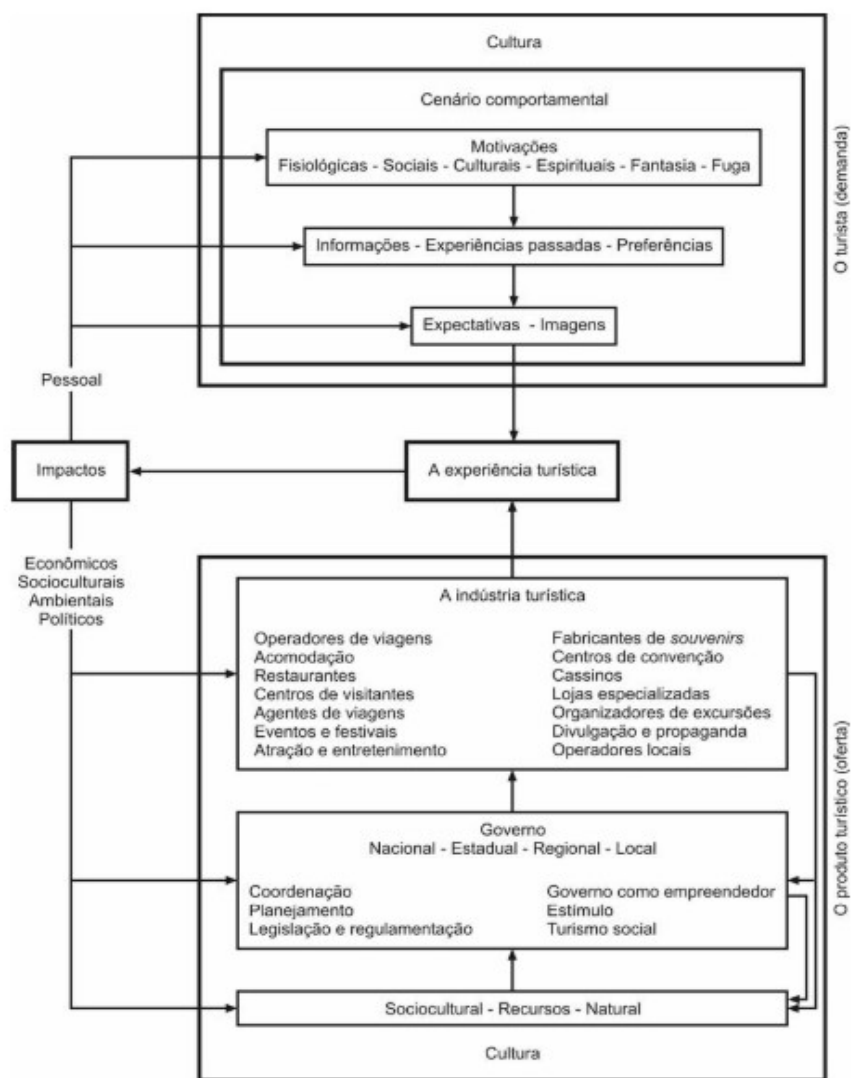 Cultura
Cenário comportamental
Motivações
Fisiológicas - Sociais - Culturais - Espirituais - Fantasia - Fuga
Informações - Experiências passadas - Preferências
Expectativas - Imagens
O turista (demanda)
Pessoal
Impactos
A experiência turística
Econômicos
Socioculturais
Ambientais
Políticos
A indústria turística
Operadores de viagens
Acomodação
Restaurantes
Centros de visitantes
Agentes de viagens
Eventos e festivais
Atração e entretenimento
Fabricantes de souvenirs
Centros de convenção
Cassinos
Lojas especializadas
Organizadores de excursões
Divulgação e propaganda
Operadores locais
Governo
Nacional - Estadual - Regional - Local
Coordenação
Planejamento
Legislação e regulamentação
Governo como empreendedor
Estímulo
Turismo social
Sociocultural - Recursos - Natural
Cultura
O produto turístico (oferta)